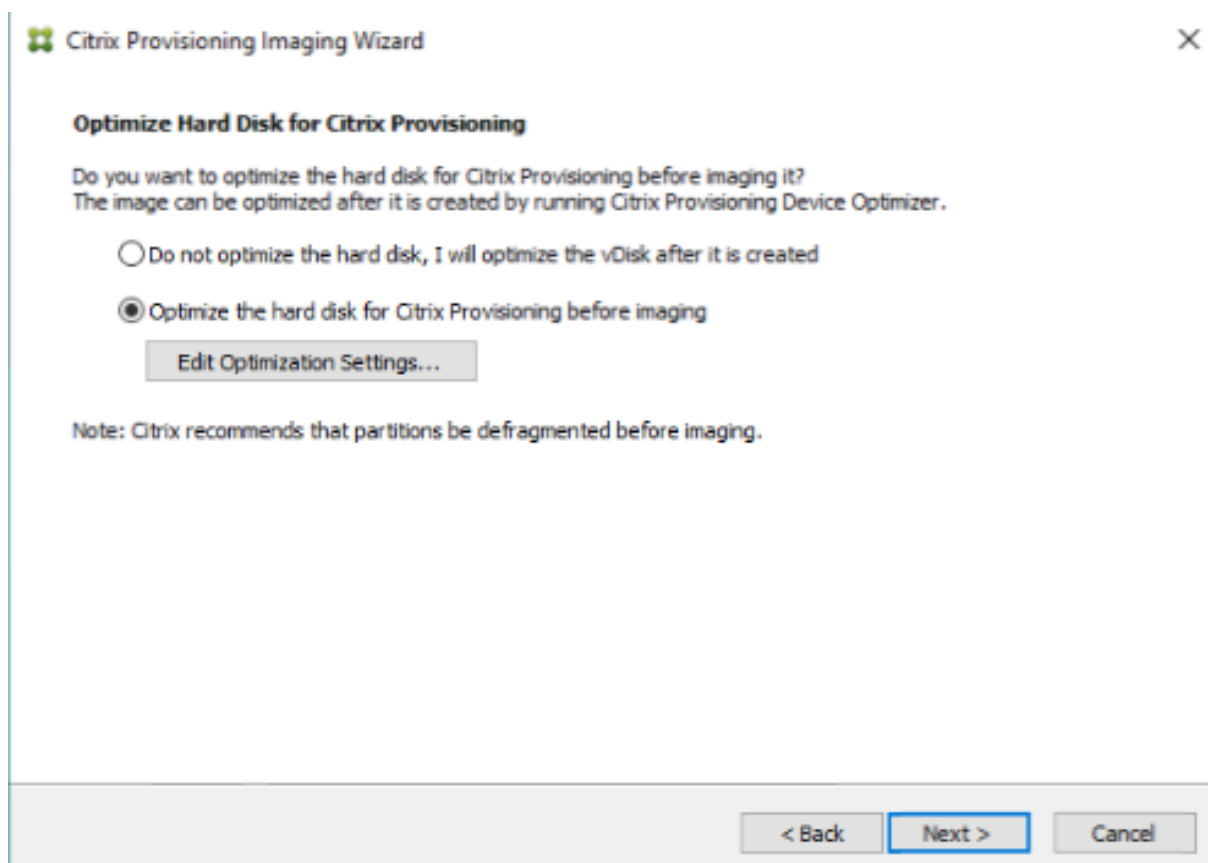 Citrix Provisioning Imaging Wizard
Optimize Hard Disk for Citrix Provisioning
Do you want to optimize the hard disk for Citrix Provisioning before imaging it?
The image can be optimized after it is created by running Citrix Provisioning Device Optimizer.
Do not optimize the hard disk, I will optimize the vDisk after it is created
Optimize the hard disk for Citrix Provisioning before imaging
Edit Optimization Settings...
Note: Citrix recommends that partitions be defragmented before imaging.
< Back Next > Cancel